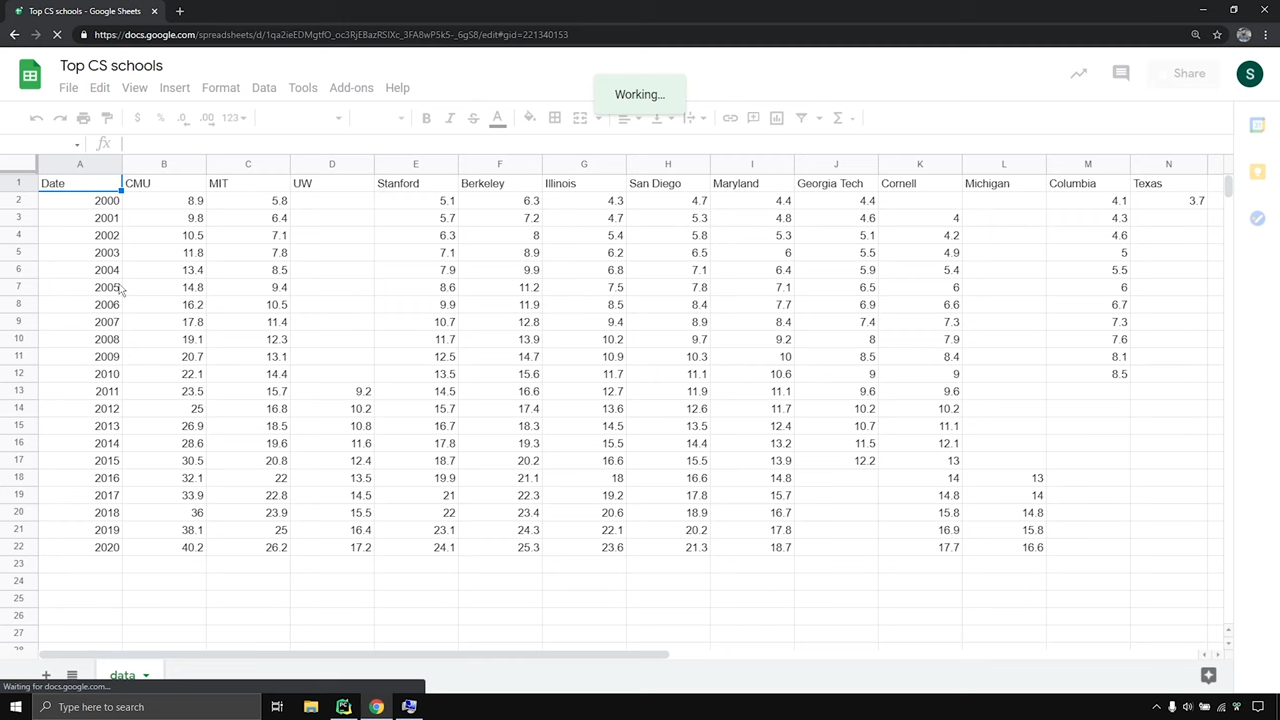 Top CS schools - Google Sheets
https://docs.google.com/spreadsheets/d/1qa2ieEDMgtfO_oc3RjEBazRSIXc_3FA8wP5k5-_6gS8/edit#gid=221340153
Top CS schools
File Edit View Insert Format Data Tools Add-ons Help
Working...
Share
S
$ % .0 .00 123 B I S A Σ
fx
A B C D E F G H I J K L M N
1 Date CMU MIT UW Stanford Berkeley Illinois San Diego Maryland Georgia Tech Cornell Michigan Columbia Texas
2 2000 8.9 5.8 5.1 6.3 4.3 4.7 4.4 4.4 4.1 3.7
3 2001 9.8 6.4 5.7 7.2 4.7 5.3 4.8 4.6 4 4.3
4 2002 10.5 7.1 6.3 8 5.4 5.8 5.3 5.1 4.2 4.6
5 2003 11.8 7.8 7.1 8.9 6.2 6.5 6 5.5 4.9 5
6 2004 13.4 8.5 7.9 9.9 6.8 7.1 6.4 5.9 5.4 5.5
7 2005 14.8 9.4 8.6 11.2 7.5 7.8 7.1 6.5 6 6
8 2006 16.2 10.5 9.9 11.9 8.5 8.4 7.7 6.9 6.6 6.7
9 2007 17.8 11.4 10.7 12.8 9.4 8.9 8.4 7.4 7.3 7.3
10 2008 19.1 12.3 11.7 13.9 10.2 9.7 9.2 8 7.9 7.6
11 2009 20.7 13.1 12.5 14.7 10.9 10.3 10 8.5 8.4 8.1
12 2010 22.1 14.4 13.5 15.6 11.7 11.1 10.6 9 9 8.5
13 2011 23.5 15.7 9.2 14.5 16.6 12.7 11.9 11.1 9.6 9.6
14 2012 25 16.8 10.2 15.7 17.4 13.6 12.6 11.7 10.2 10.2
15 2013 26.9 18.5 10.8 16.7 18.3 14.5 13.5 12.4 10.7 11.1
16 2014 28.6 19.6 11.6 17.8 19.3 15.5 14.4 13.2 11.5 12.1
17 2015 30.5 20.8 12.4 18.7 20.2 16.6 15.5 13.9 12.2 13
18 2016 32.1 22 13.5 19.9 21.1 18 16.6 14.8 14 13
19 2017 33.9 22.8 14.5 21 22.3 19.2 17.8 15.7 14.8 14
20 2018 36 23.9 15.5 22 23.4 20.6 18.9 16.7 15.8 14.8
21 2019 38.1 25 16.4 23.1 24.3 22.1 20.2 17.8 16.9 15.8
22 2020 40.2 26.2 17.2 24.1 25.3 23.6 21.3 18.7 17.7 16.6
23
24
25
26
27
28
data
Waiting for docs.google.com...
Type here to search